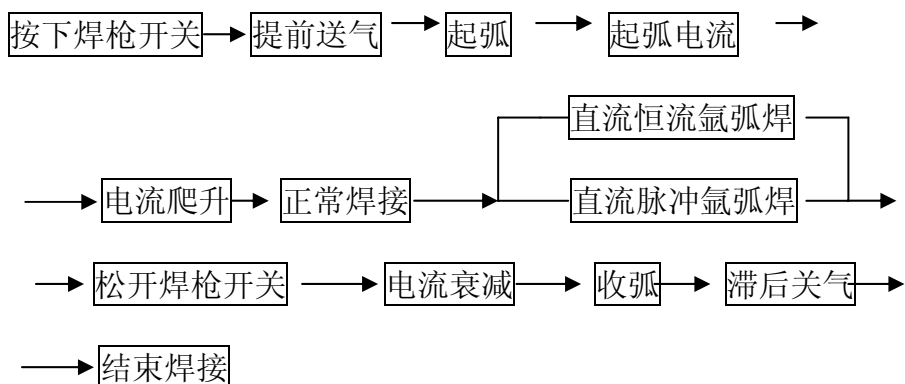 按下焊枪开关 提前送气 起弧 起弧电流
直流恒流氩弧焊
电流爬升 正常焊接 直流脉冲氩弧焊
松开焊枪开关 电流衰减 收弧 滞后关气
结束焊接